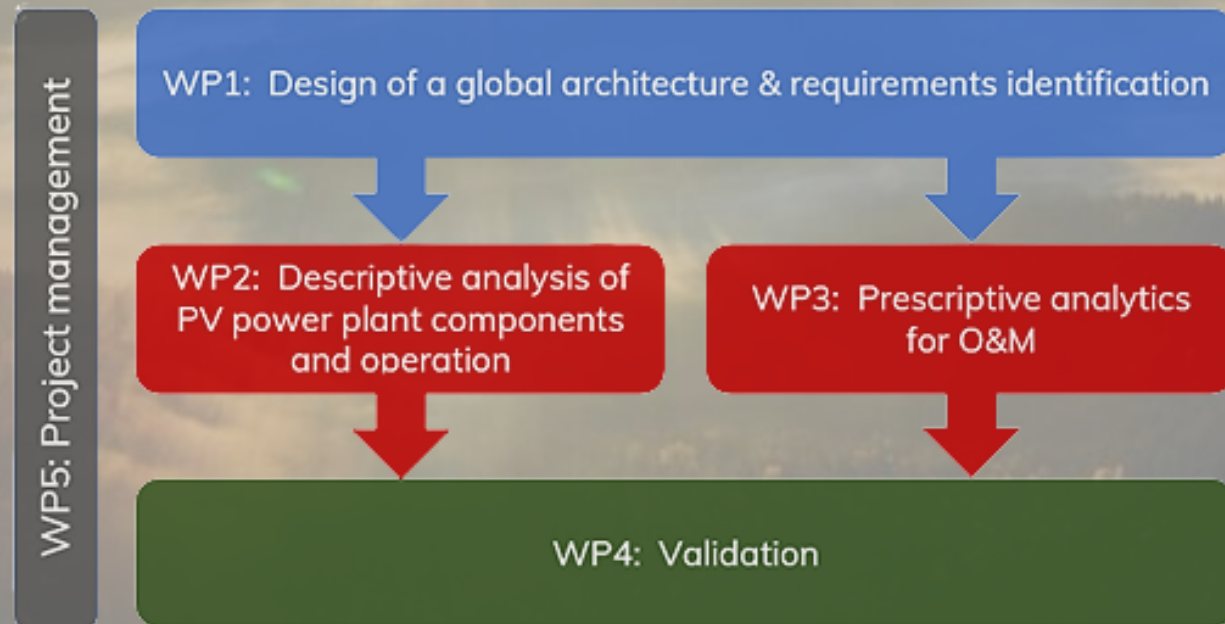 WP5: Project management
WP1: Design of a global architecture & requirements identification
WP2: Descriptive analysis of
PV power plant components
and operation
WP3: Prescriptive analytics
for O&M
WP4: Validation